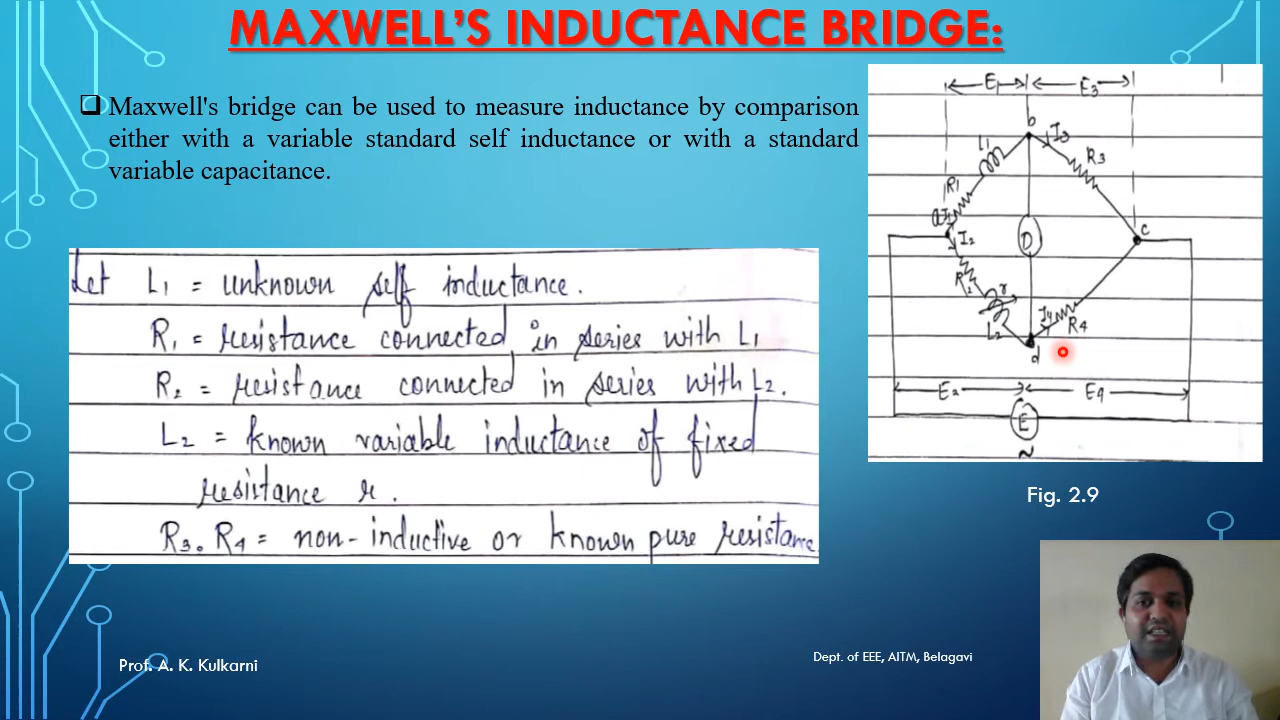 MAXWELL'S INDUCTANCE BRIDGE:
❑ Maxwell's bridge can be used to measure inductance by comparison
either with a variable standard self inductance or with a standard
variable capacitance.
Let L₁ = unknown self inductance.
R₁ = resistance connected in series with L₁
R₂ = resistance connected in series with L₂.
L₂ = known variable inductance of fixed
resistance r.
R₃, R₄ = non-inductive or known pure resistance.
E₁ E₃
b
I₃
L₁
R₃
R₁
a I₁
c
I₂
D
R₂
r
I₄
L₂
R₄
d
E₂ E₄
E
~
Fig. 2.9
Prof. A. K. Kulkarni
Dept. of EEE, AITM, Belagavi